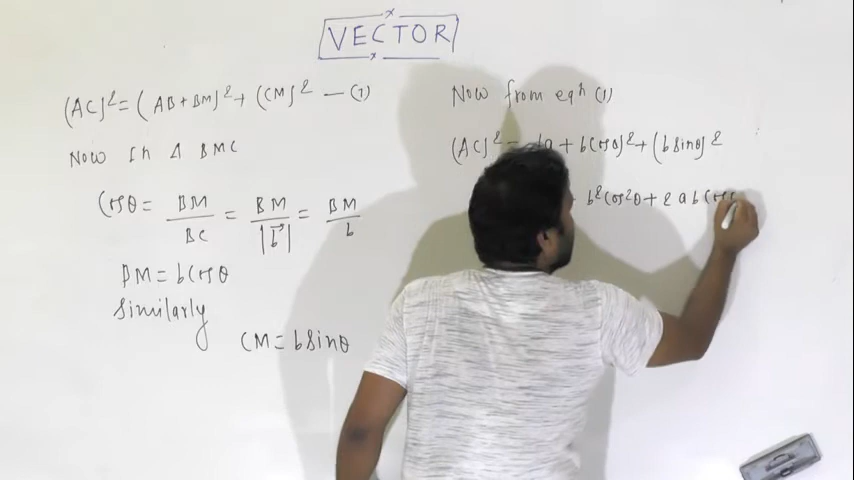 VECTOR
(AC)² = (AB + BM)² + (CM)² — (1)
Now In Δ BMC
Cosθ = BM/BC = BM/|b⃗| = BM/b
BM = b Cosθ
Similarly
CM = b Sinθ
Now from eqn (1)
(AC)² = (a + b Cosθ)² + (b Sinθ)²
b² Cos²θ + 2 a b Cos